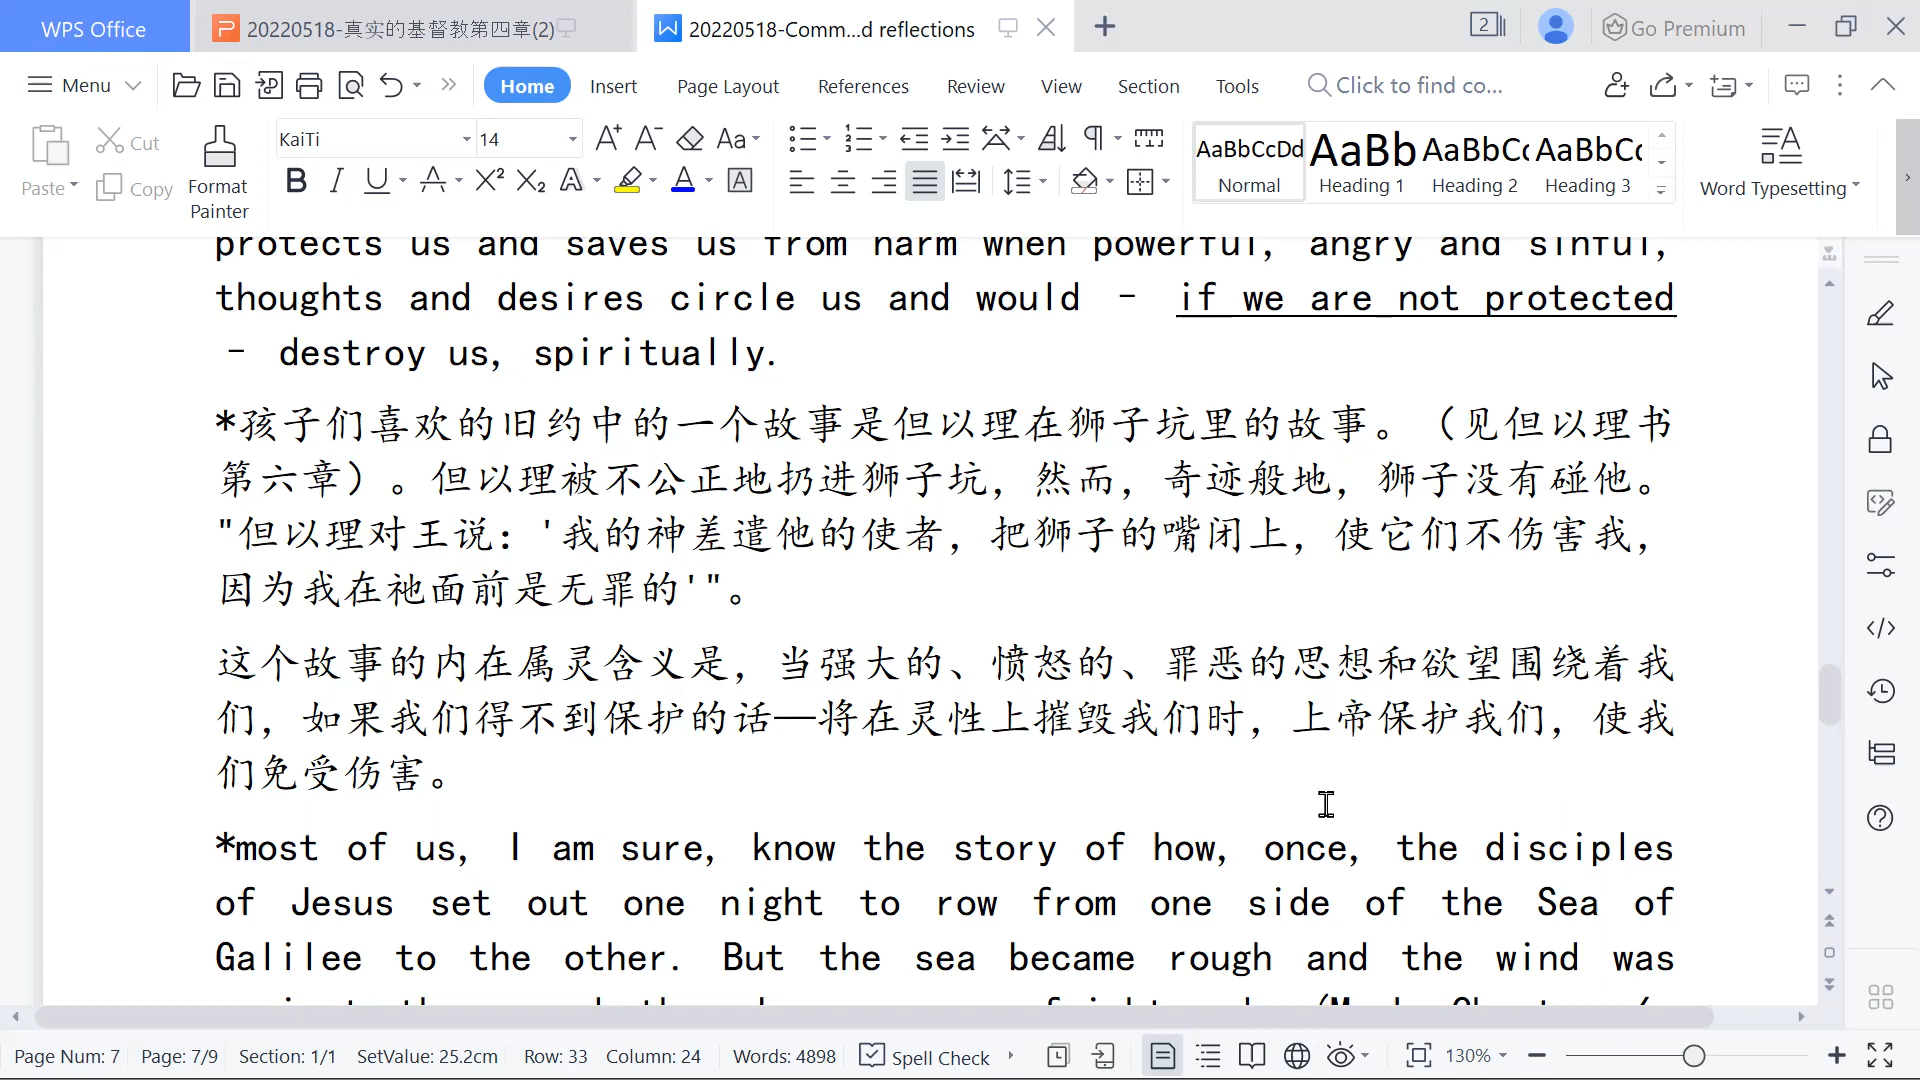 WPS Office
20220518-真实的基督教第四章(2)
20220518-Comm...d reflections
2
Go Premium
Menu
Home
Insert
Page Layout
References
Review
View
Section
Tools
Click to find co...
Paste
Cut
Copy
Format
Painter
KaiTi
14
AaBbCcDd
Normal
AaBb
Heading 1
AaBbCc
Heading 2
AaBbCc
Heading 3
Word Typesetting
protects us and saves us from harm when powerful, angry and sinful,
thoughts and desires circle us and would – if we are not protected
– destroy us, spiritually.
*孩子们喜欢的旧约中的一个故事是但以理在狮子坑里的故事。（见但以理书
第六章）。但以理被不公正地扔进狮子坑，然而，奇迹般地，狮子没有碰他。
"但以理对王说：'我的神差遣他的使者，把狮子的嘴闭上，使它们不伤害我，
因为我在祂面前是无罪的'"。
这个故事的内在属灵含义是，当强大的、愤怒的、罪恶的思想和欲望围绕着我
们，如果我们得不到保护的话—将在灵性上摧毁我们时，上帝保护我们，使我
们免受伤害。
*most of us, I am sure, know the story of how, once, the disciples
of Jesus set out one night to row from one side of the Sea of
Galilee to the other. But the sea became rough and the wind was
Page Num: 7
Page: 7/9
Section: 1/1
SetValue: 25.2cm
Row: 33
Column: 24
Words: 4898
Spell Check
130%